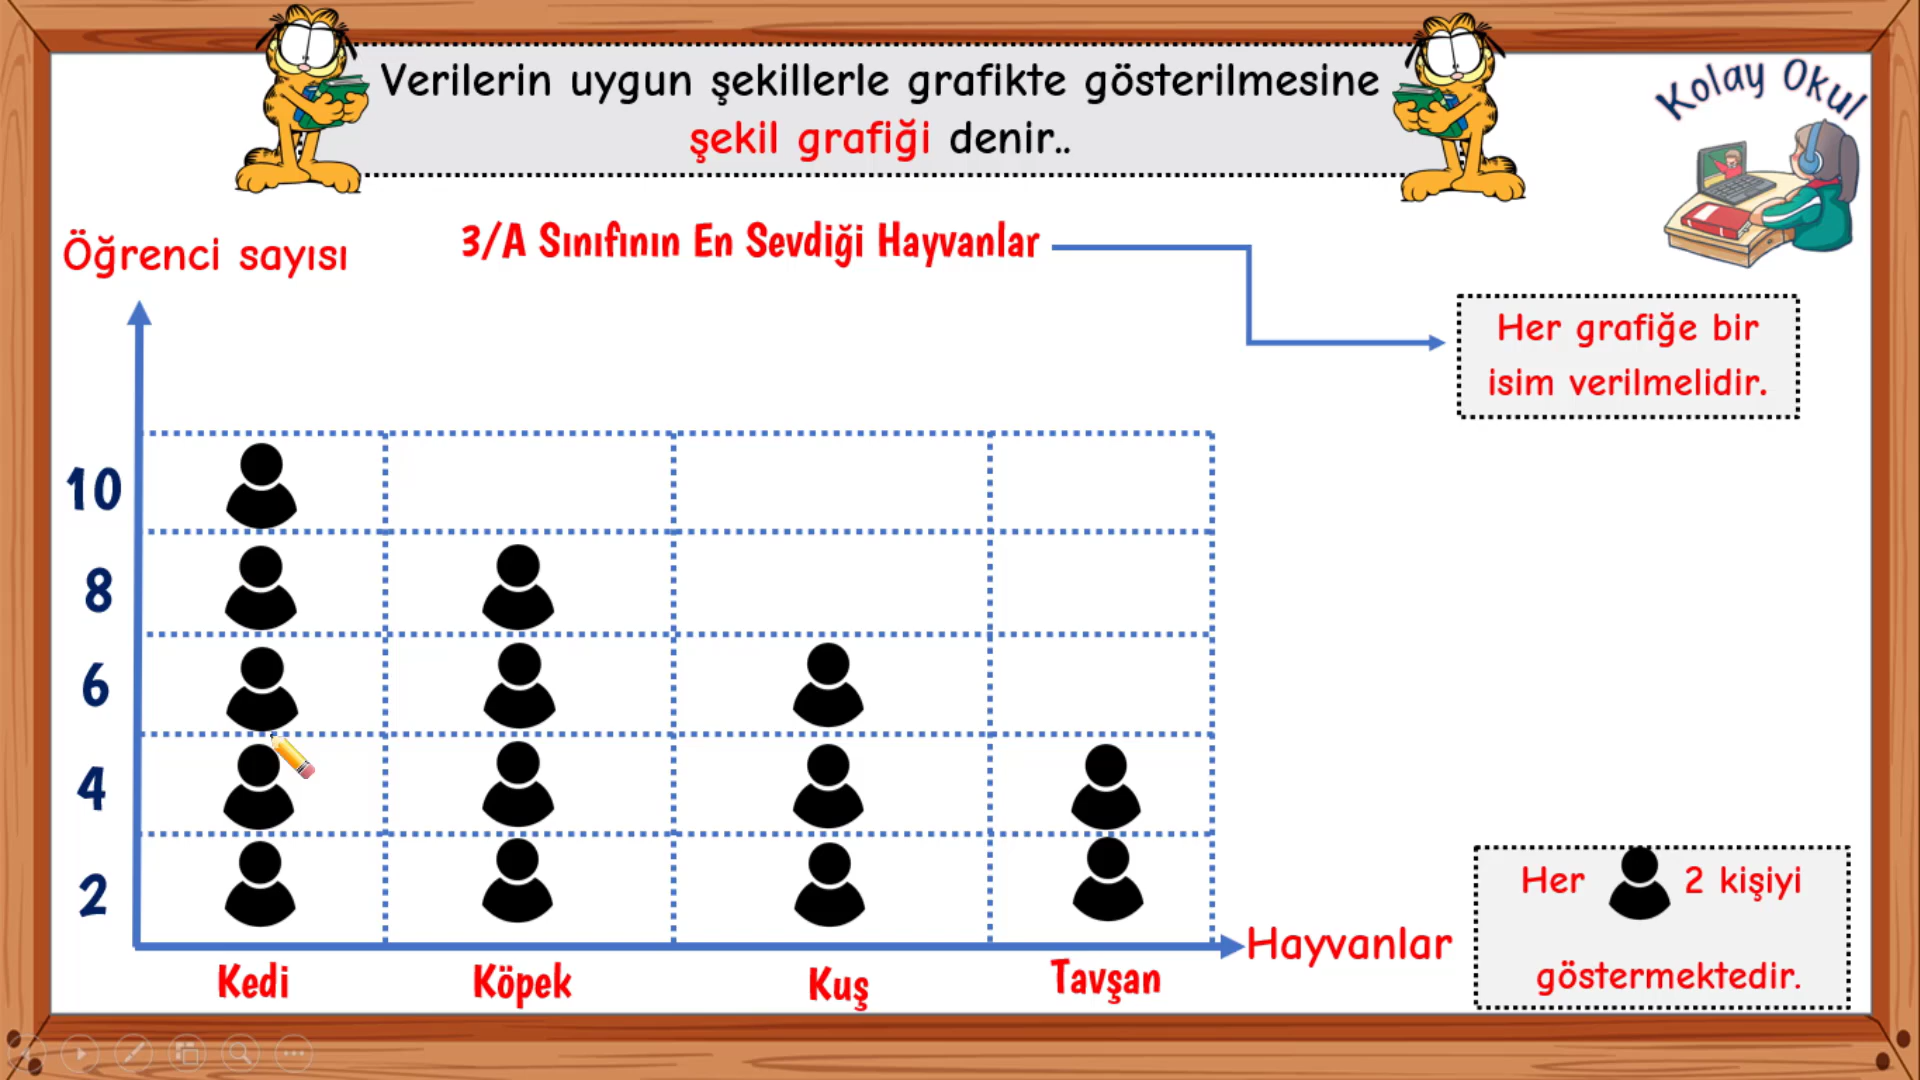 Verilerin uygun şekillerle grafikte gösterilmesine
şekil grafiği denir..
Kolay Okul
Öğrenci sayısı
3/A Sınıfının En Sevdiği Hayvanlar
Her grafiğe bir
isim verilmelidir.
10
8
6
4
2
Her 2 kişiyi
göstermektedir.
Hayvanlar
Kedi Köpek Kuş Tavşan